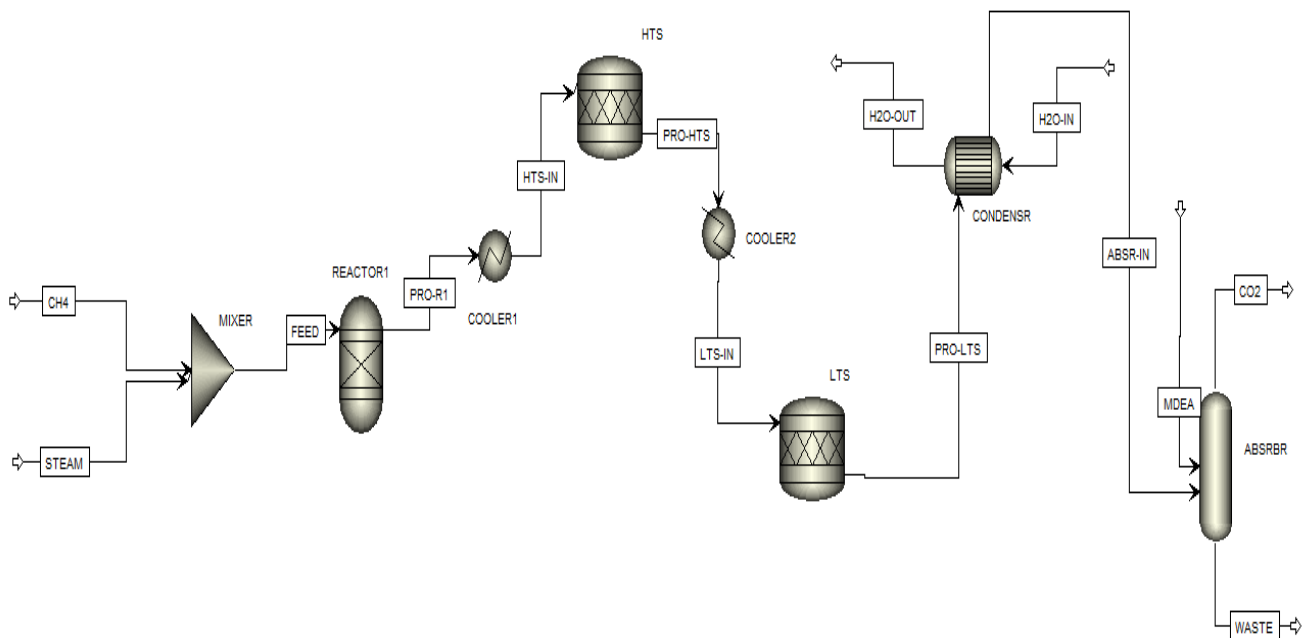 HTS
H2O-OUT
H2O-IN
PRO-HTS
HTS-IN
CONDENSR
COOLER2
ABSR-IN
REACTOR1
CO2
PRO-R1
CH4
MIXER
COOLER1
FEED
PRO-LTS
LTS-IN
LTS
MDEA
ABSRBR
STEAM
WASTE